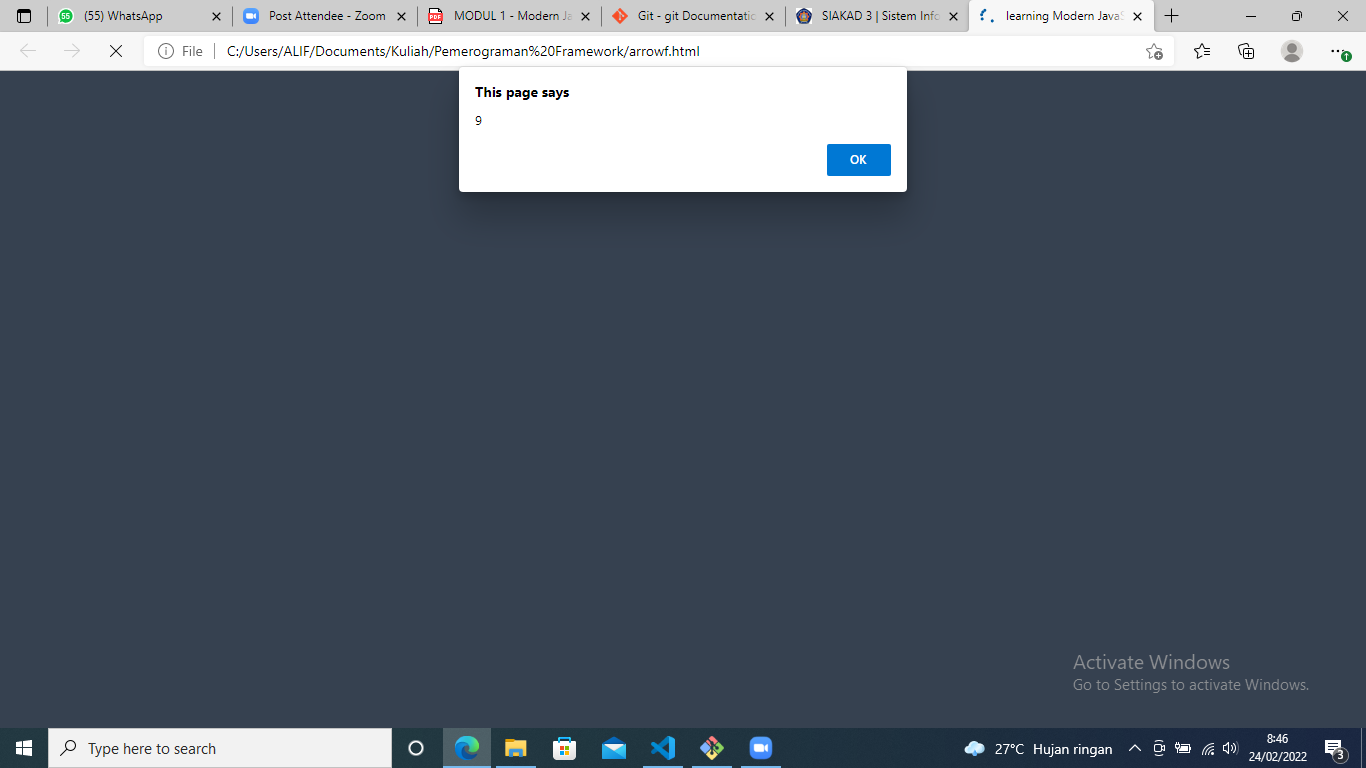 55 (55) WhatsApp
Post Attendee - Zoom
PDF MODUL 1 - Modern Ja
Git - git Documentatio
SIAKAD 3 | Sistem Info
learning Modern JavaS
File C:/Users/ALIF/Documents/Kuliah/Pemerograman%20Framework/arrowf.html
This page says
9
OK
Activate Windows
Go to Settings to activate Windows.
Type here to search
27°C Hujan ringan
8:46
24/02/2022
3